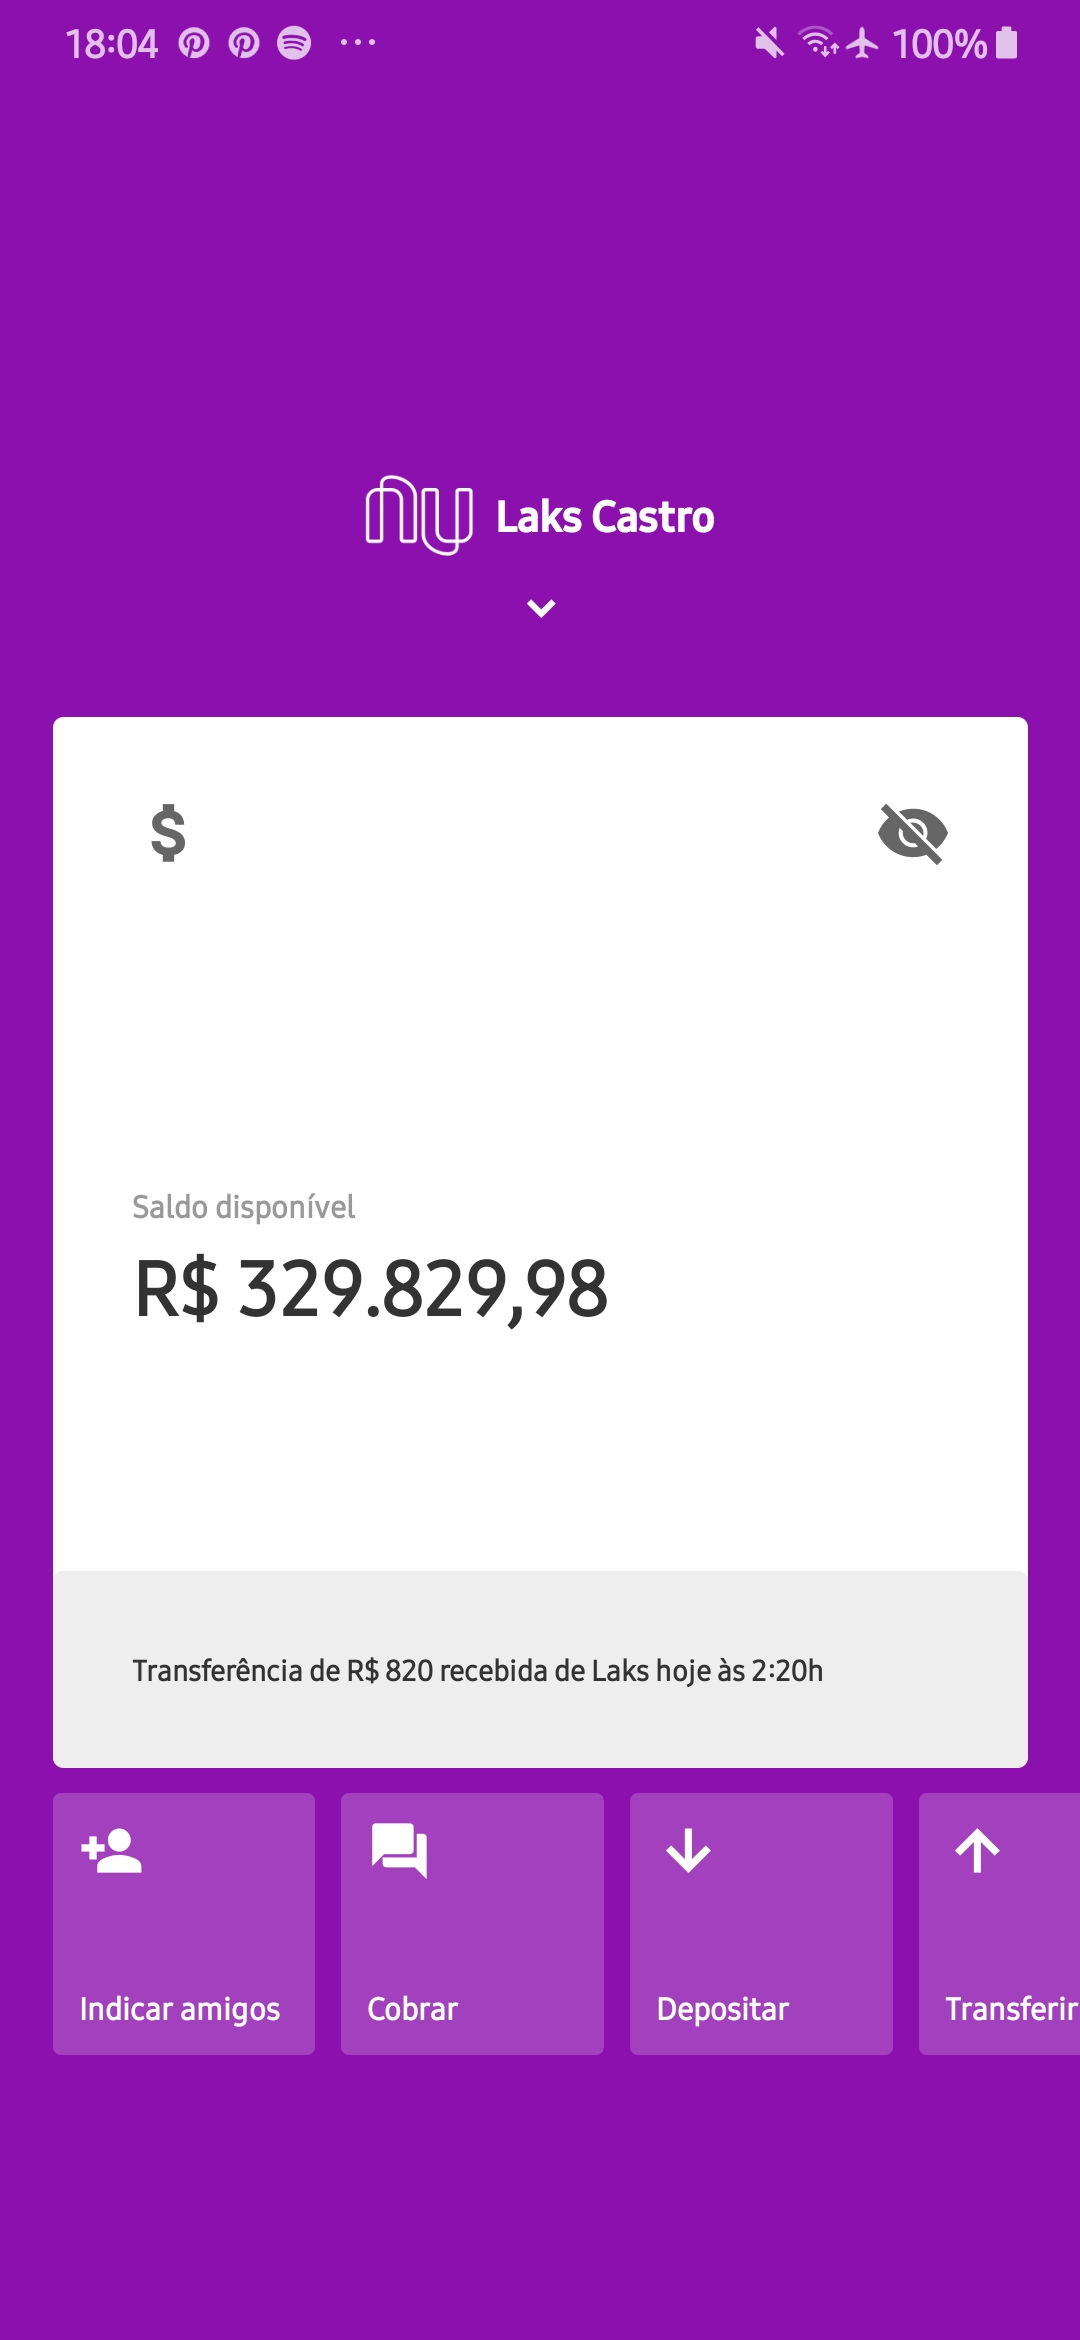 18:04
100%
nu Laks Castro
$
Saldo disponível
R$ 329.829,98
Transferência de R$ 820 recebida de Laks hoje às 2:20h
Indicar amigos
Cobrar
Depositar
Transferir